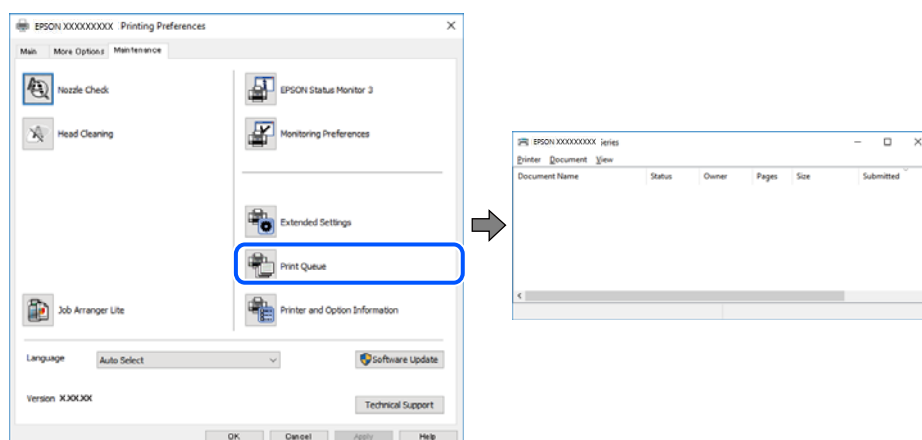 EPSON XXXXXXXXX Printing Preferences
Main More Options Maintenance
Nozzle Check
EPSON Status Monitor 3
Head Cleaning
Monitoring Preferences
Extended Settings
Print Queue
Job Arranger Lite
Printer and Option Information
Language Auto Select
Software Update
Version X.XX.XX
Technical Support
OK Cancel Apply Help
EPSON XXXXXXXXX ieries
Printer Document View
Document Name Status Owner Pages Size Submitted